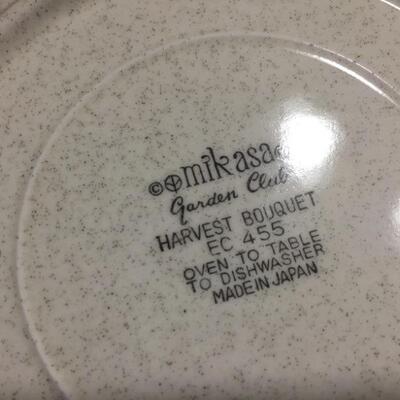 © mikasa
Garden Club
HARVEST BOUQUET
EC 455
OVEN TO TABLE
TO DISHWASHER
MADE IN JAPAN